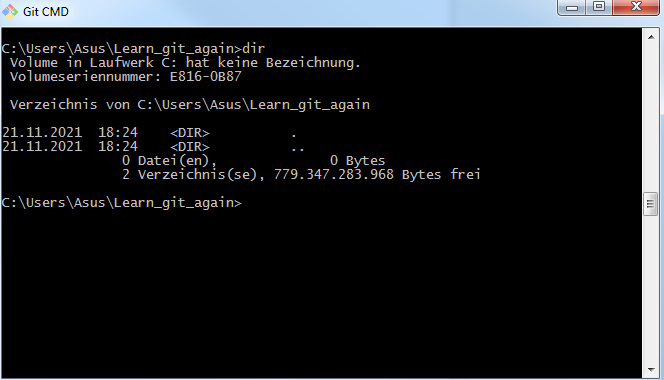 Git CMD
C:\Users\Asus\Learn_git_again>dir
 Volume in Laufwerk C: hat keine Bezeichnung.
 Volumeseriennummer: E816-0B87
 Verzeichnis von C:\Users\Asus\Learn_git_again
21.11.2021  18:24    <DIR>          .
21.11.2021  18:24    <DIR>          ..
               0 Datei(en),              0 Bytes
               2 Verzeichnis(se), 779.347.283.968 Bytes frei
C:\Users\Asus\Learn_git_again>